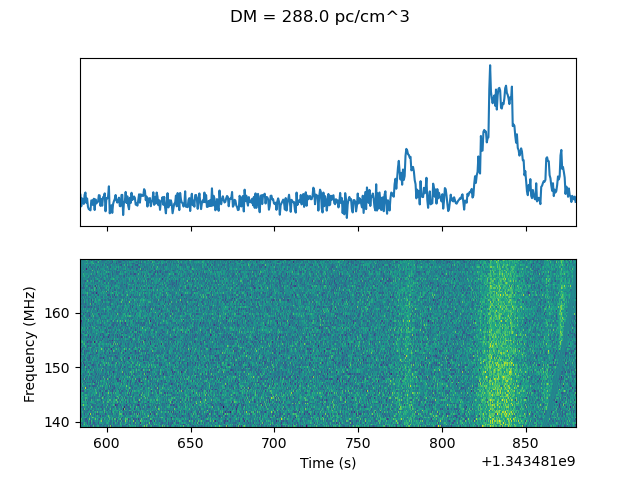 DM = 288.0 pc/cm^3
Frequency (MHz)
160
150
140
600 650 700 750 800 850
Time (s)
+1.343481e9